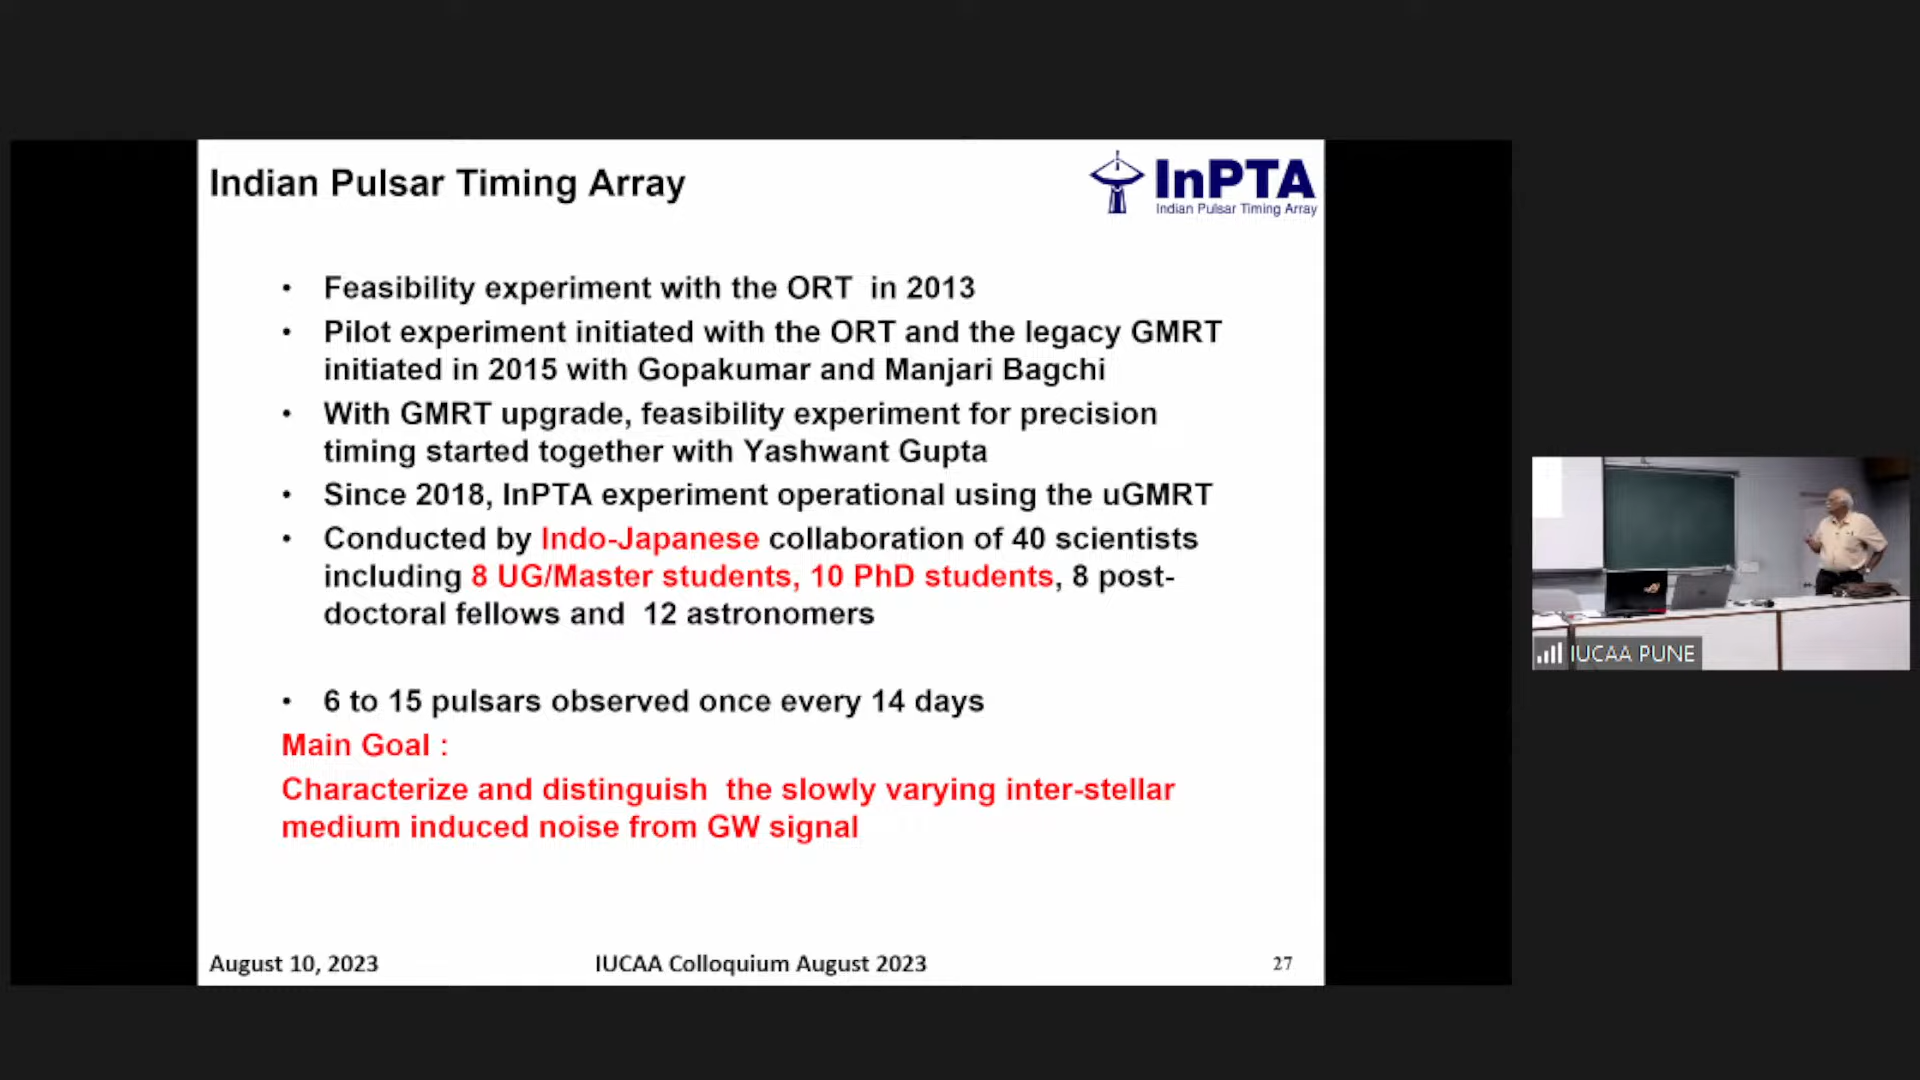 Indian Pulsar Timing Array
InPTA
Indian Pulsar Timing Array
• Feasibility experiment with the ORT in 2013
• Pilot experiment initiated with the ORT and the legacy GMRT
initiated in 2015 with Gopakumar and Manjari Bagchi
• With GMRT upgrade, feasibility experiment for precision
timing started together with Yashwant Gupta
• Since 2018, InPTA experiment operational using the uGMRT
• Conducted by Indo-Japanese collaboration of 40 scientists
including 8 UG/Master students, 10 PhD students, 8 post-
doctoral fellows and 12 astronomers
• 6 to 15 pulsars observed once every 14 days
Main Goal :
Characterize and distinguish the slowly varying inter-stellar
medium induced noise from GW signal
August 10, 2023
IUCAA Colloquium August 2023
27
IUCAA PUNE